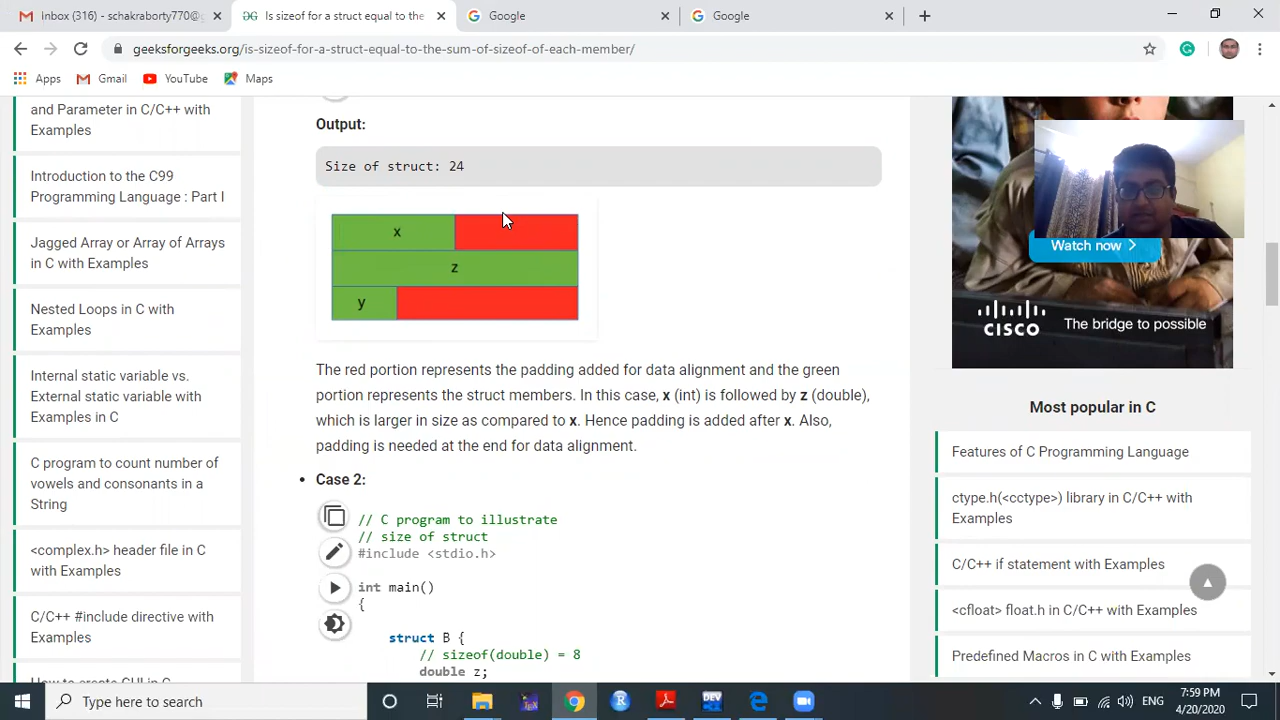 inbox (316) - schakraborty770@g
Is sizeof for a struct equal to the
Google
Google
geeksforgeeks.org/is-sizeof-for-a-struct-equal-to-the-sum-of-sizeof-of-each-member/
Apps
Gmail
YouTube
Maps
and Parameter in C/C++ with
Examples
Introduction to the C99
Programming Language : Part I
Jagged Array or Array of Arrays
in C with Examples
Nested Loops in C with
Examples
Internal static variable vs.
External static variable with
Examples in C
C program to count number of
vowels and consonants in a
String
<complex.h> header file in C
with Examples
C/C++ #include directive with
Examples
Output:
Size of struct: 24
x
z
y
The red portion represents the padding added for data alignment and the green
portion represents the struct members. In this case, x (int) is followed by z (double),
which is larger in size as compared to x. Hence padding is added after x. Also,
padding is needed at the end for data alignment.
• Case 2:
// C program to illustrate
// size of struct
#include <stdio.h>
int main()
{
struct B {
// sizeof(double) = 8
double z;
Watch now
CISCO
The bridge to possible
Most popular in C
Features of C Programming Language
ctype.h(<cctype>) library in C/C++ with
Examples
C/C++ if statement with Examples
<cfloat> float.h in C/C++ with Examples
Predefined Macros in C with Examples
Type here to search
DEV
ENG
7:59 PM
4/20/2020